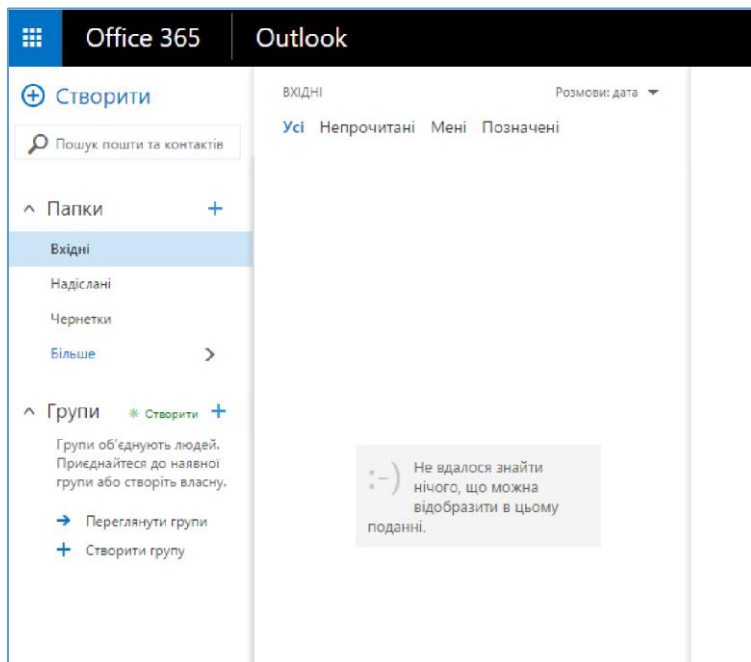 Office 365 Outlook
Створити
Пошук пошти та контактів
Папки
Вхідні
Надіслані
Чернетки
Більше
Групи Створити
Групи об'єднують людей.
Приєднайтеся до наявної
групи або створіть власну.
Переглянути групи
Створити групу
ВХІДНІ Розмови: дата
Усі Непрочитані Мені Позначені
:-) Не вдалося знайти
нічого, що можна
відобразити в цьому
поданні.